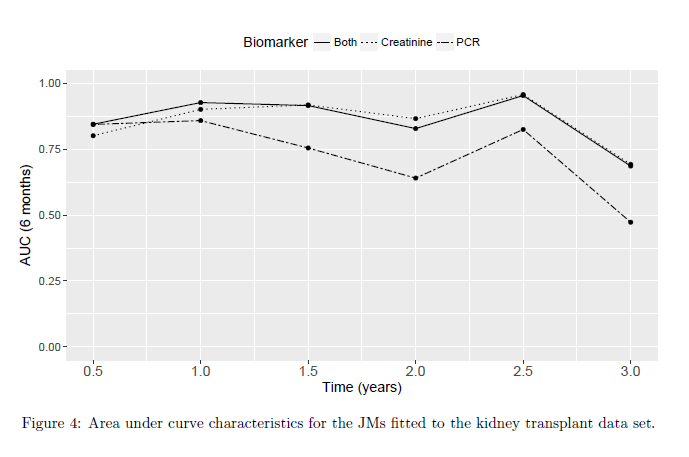 Biomarker Both Creatinine PCR
1.00
0.75
0.50
0.25
0.00
AUC (6 months)
0.5 1.0 1.5 2.0 2.5 3.0
Time (years)
Figure 4: Area under curve characteristics for the JMs fitted to the kidney transplant data set.